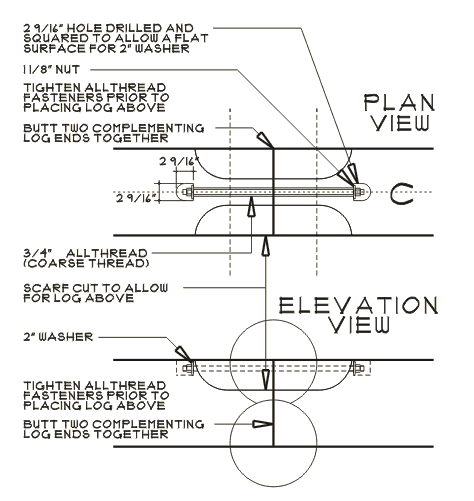 2 9/16" HOLE DRILLED AND
SQUARED TO ALLOW A FLAT
SURFACE FOR 2" WASHER
1 1/8" NUT
TIGHTEN ALLTHREAD
FASTENERS PRIOR TO
PLACING LOG ABOVE
PLAN
VIEW
BUTT TWO COMPLEMENTING
LOG ENDS TOGETHER
2 9/16"
2 9/16"
C
3/4" ALLTHREAD
(COARSE THREAD)
SCARF CUT TO ALLOW
FOR LOG ABOVE
ELEVATION
VIEW
2" WASHER
TIGHTEN ALLTHREAD
FASTENERS PRIOR TO
PLACING LOG ABOVE
BUTT TWO COMPLEMENTING
LOG ENDS TOGETHER